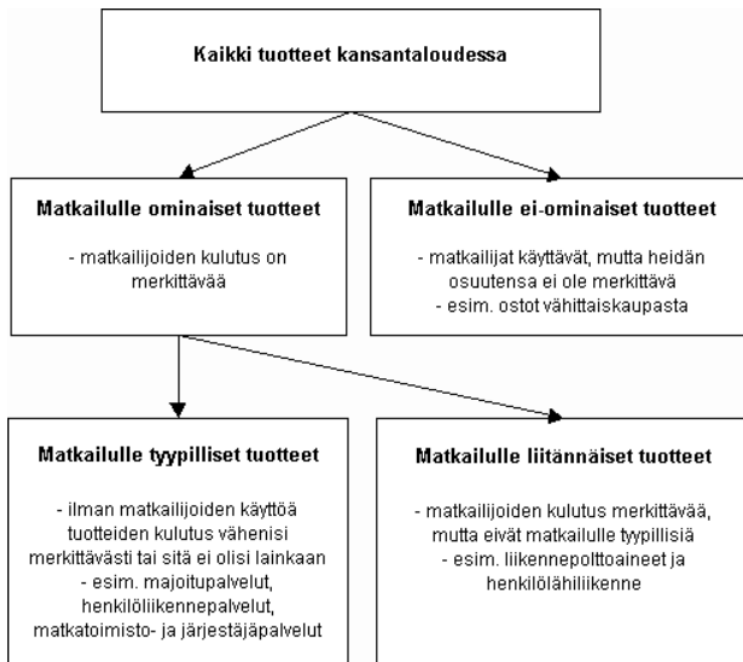 Kaikki tuotteet kansantaloudessa
Matkailulle ominaiset tuotteet
- matkailijoiden kulutus on
merkittävää
Matkailulle ei-ominaiset tuotteet
- matkailijat käyttävät, mutta heidän
osuutensa ei ole merkittävä
- esim. ostot vähittaiskaupasta
Matkailulle tyypilliset tuotteet
- ilman matkailijoiden käyttöä
tuotteiden kulutus vähenisi
merkittävästi tai sitä ei olisi lainkaan
- esim. majoitupalvelut,
henkilöliikennepalvelut,
matkatoimisto- ja järjestäjäpalvelut
Matkailulle liitännäiset tuotteet
- matkailijoiden kulutus merkittävää,
mutta eivät matkailulle tyypillisiä
- esim. liikennepolttoaineet ja
henkilölähiliikenne